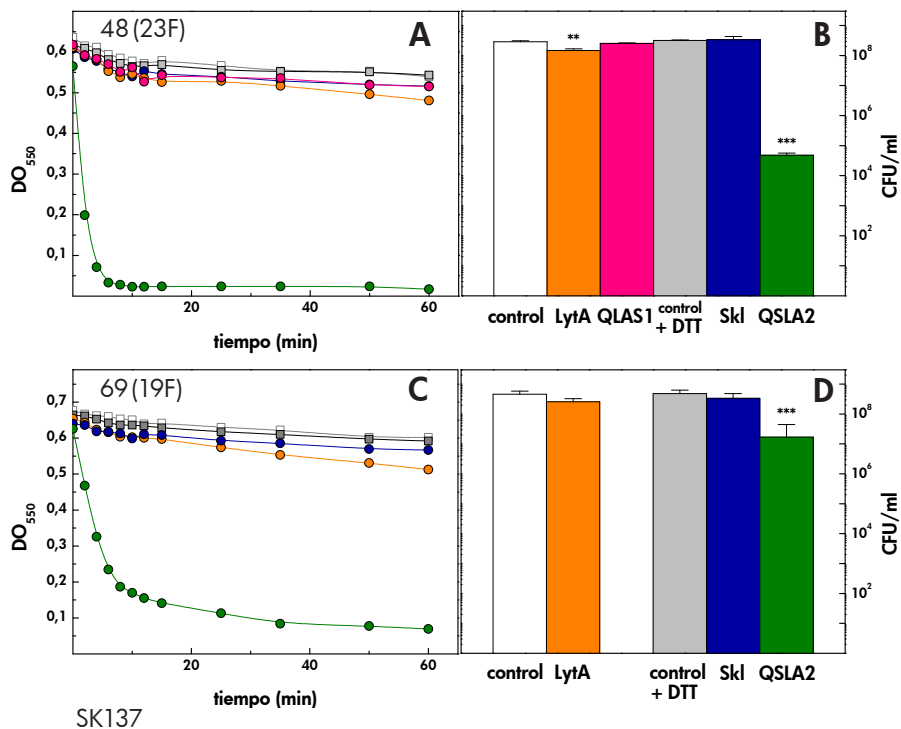 48 (23F)
A
0,6
0,5
0,4
0,3
0,2
0,1
DO550
20
40
60
tiempo (min)
B
**
***
10^8
10^6
10^4
10^2
CFU/ml
control LytA QLAS1 control + DTT Skl QSLA2
69 (19F)
C
0,7
0,6
0,5
0,4
0,3
0,2
0,1
DO550
20
40
60
tiempo (min)
D
***
10^8
10^6
10^4
10^2
CFU/ml
control LytA control + DTT Skl QSLA2
SK137